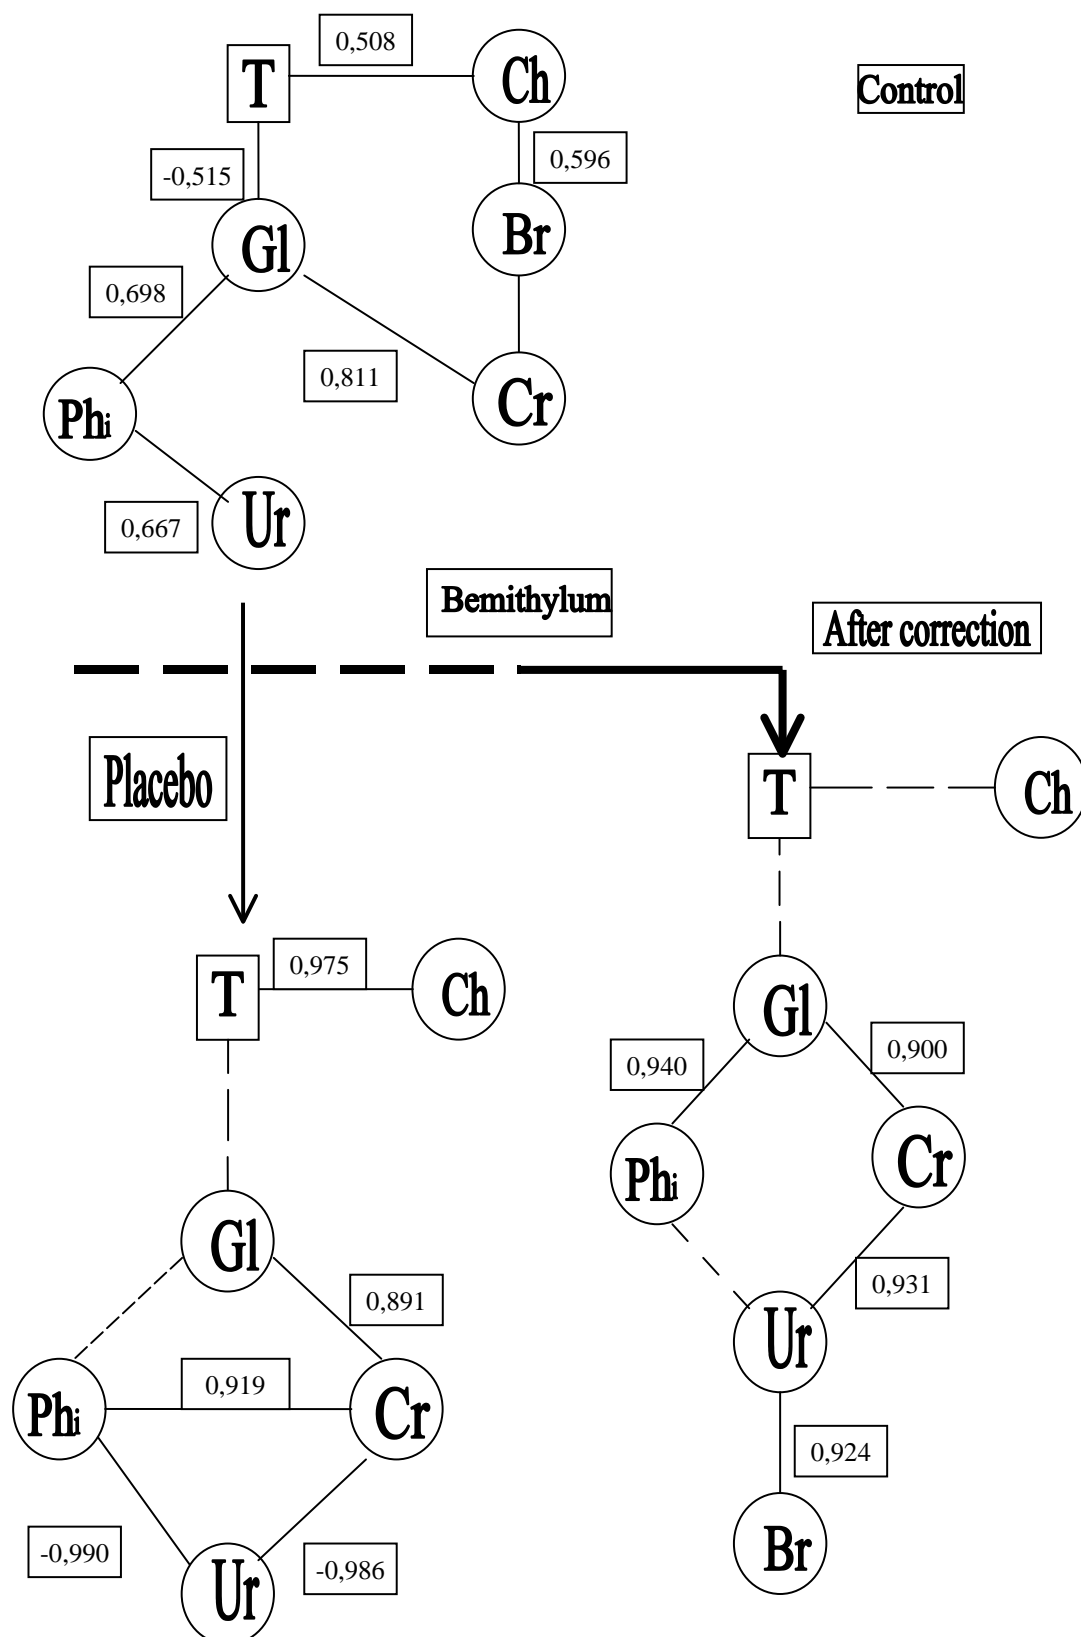 0,508
T
Ch
Control
-0,515
0,596
Gl
Br
0,698
0,811
Phi
Cr
0,667
Ur
Bemithylum
After correction
Placebo
T
Ch
0,975
T
Ch
Gl
0,940
0,900
Phi
Cr
Gl
0,891
0,931
Ur
0,919
Phi
Cr
0,924
-0,990
-0,986
Br
Ur